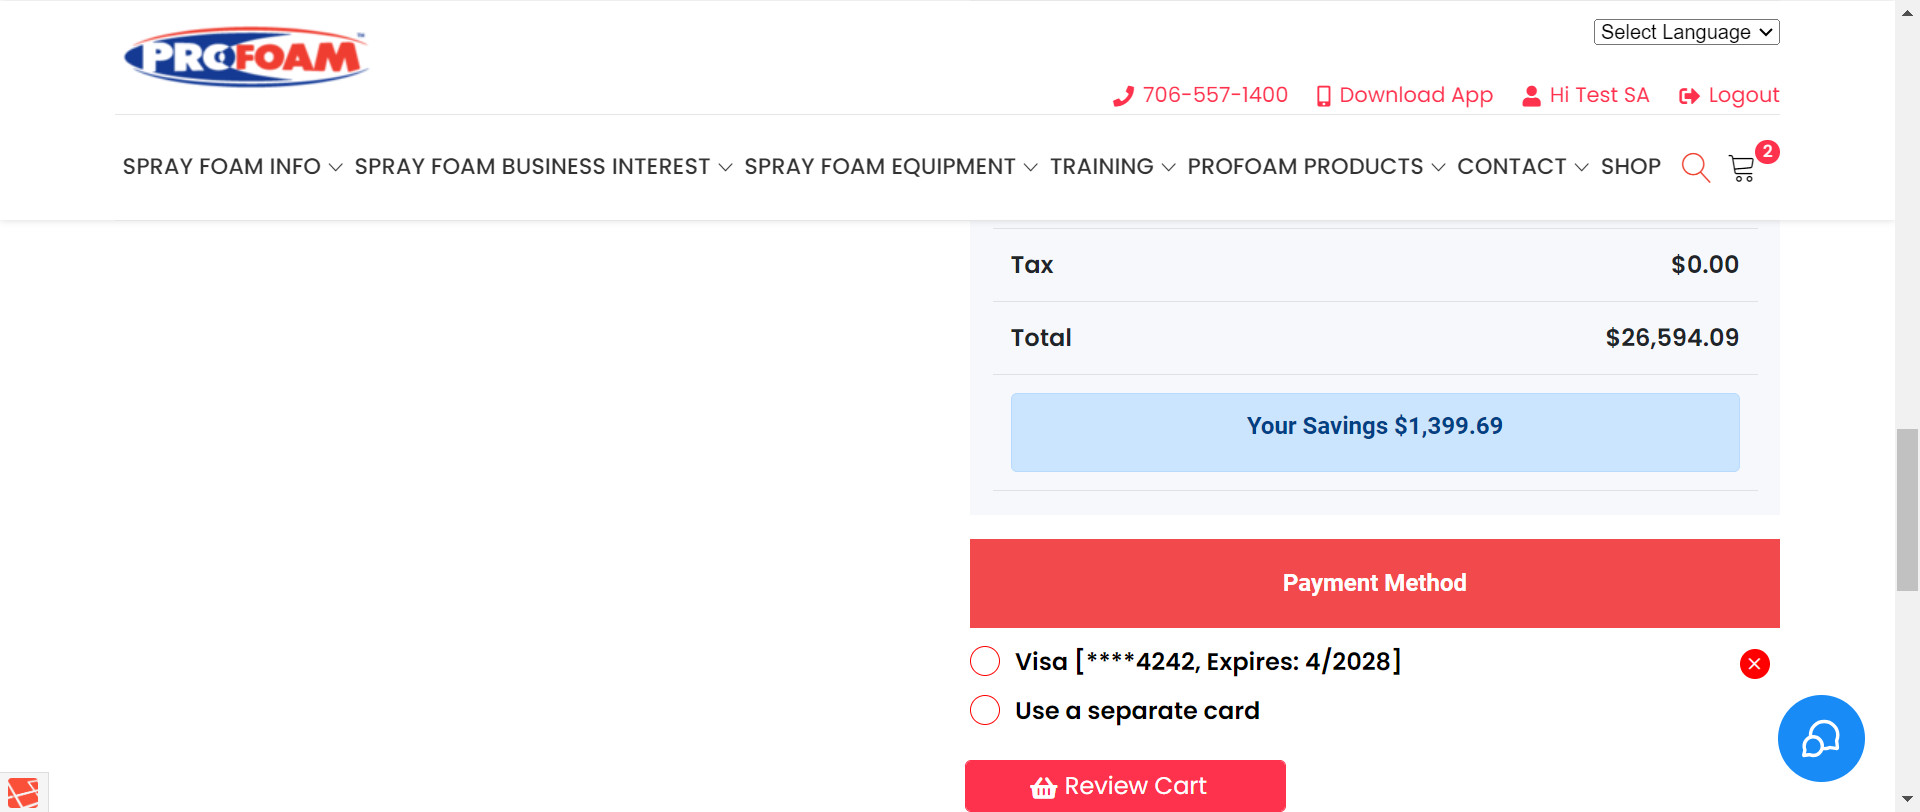 PROFOAM™
Select Language
706-557-1400 Download App Hi Test SA Logout
SPRAY FOAM INFO SPRAY FOAM BUSINESS INTEREST SPRAY FOAM EQUIPMENT TRAINING PROFOAM PRODUCTS CONTACT SHOP 2
Tax $0.00
Total $26,594.09
Your Savings $1,399.69
Payment Method
Visa [****4242, Expires: 4/2028]
Use a separate card
Review Cart